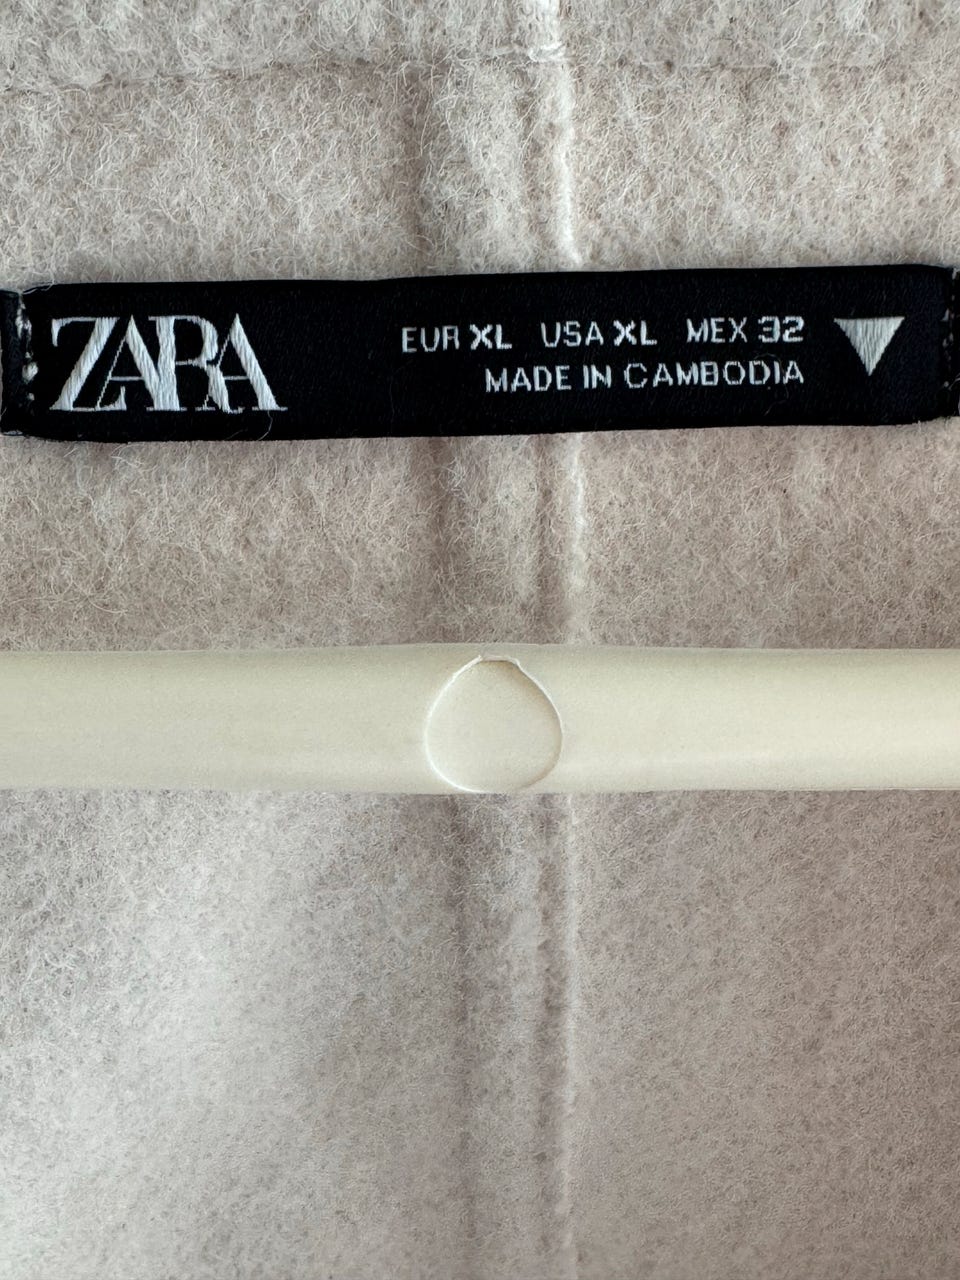 ZARA
EUR XL USA XL MEX 32
MADE IN CAMBODIA